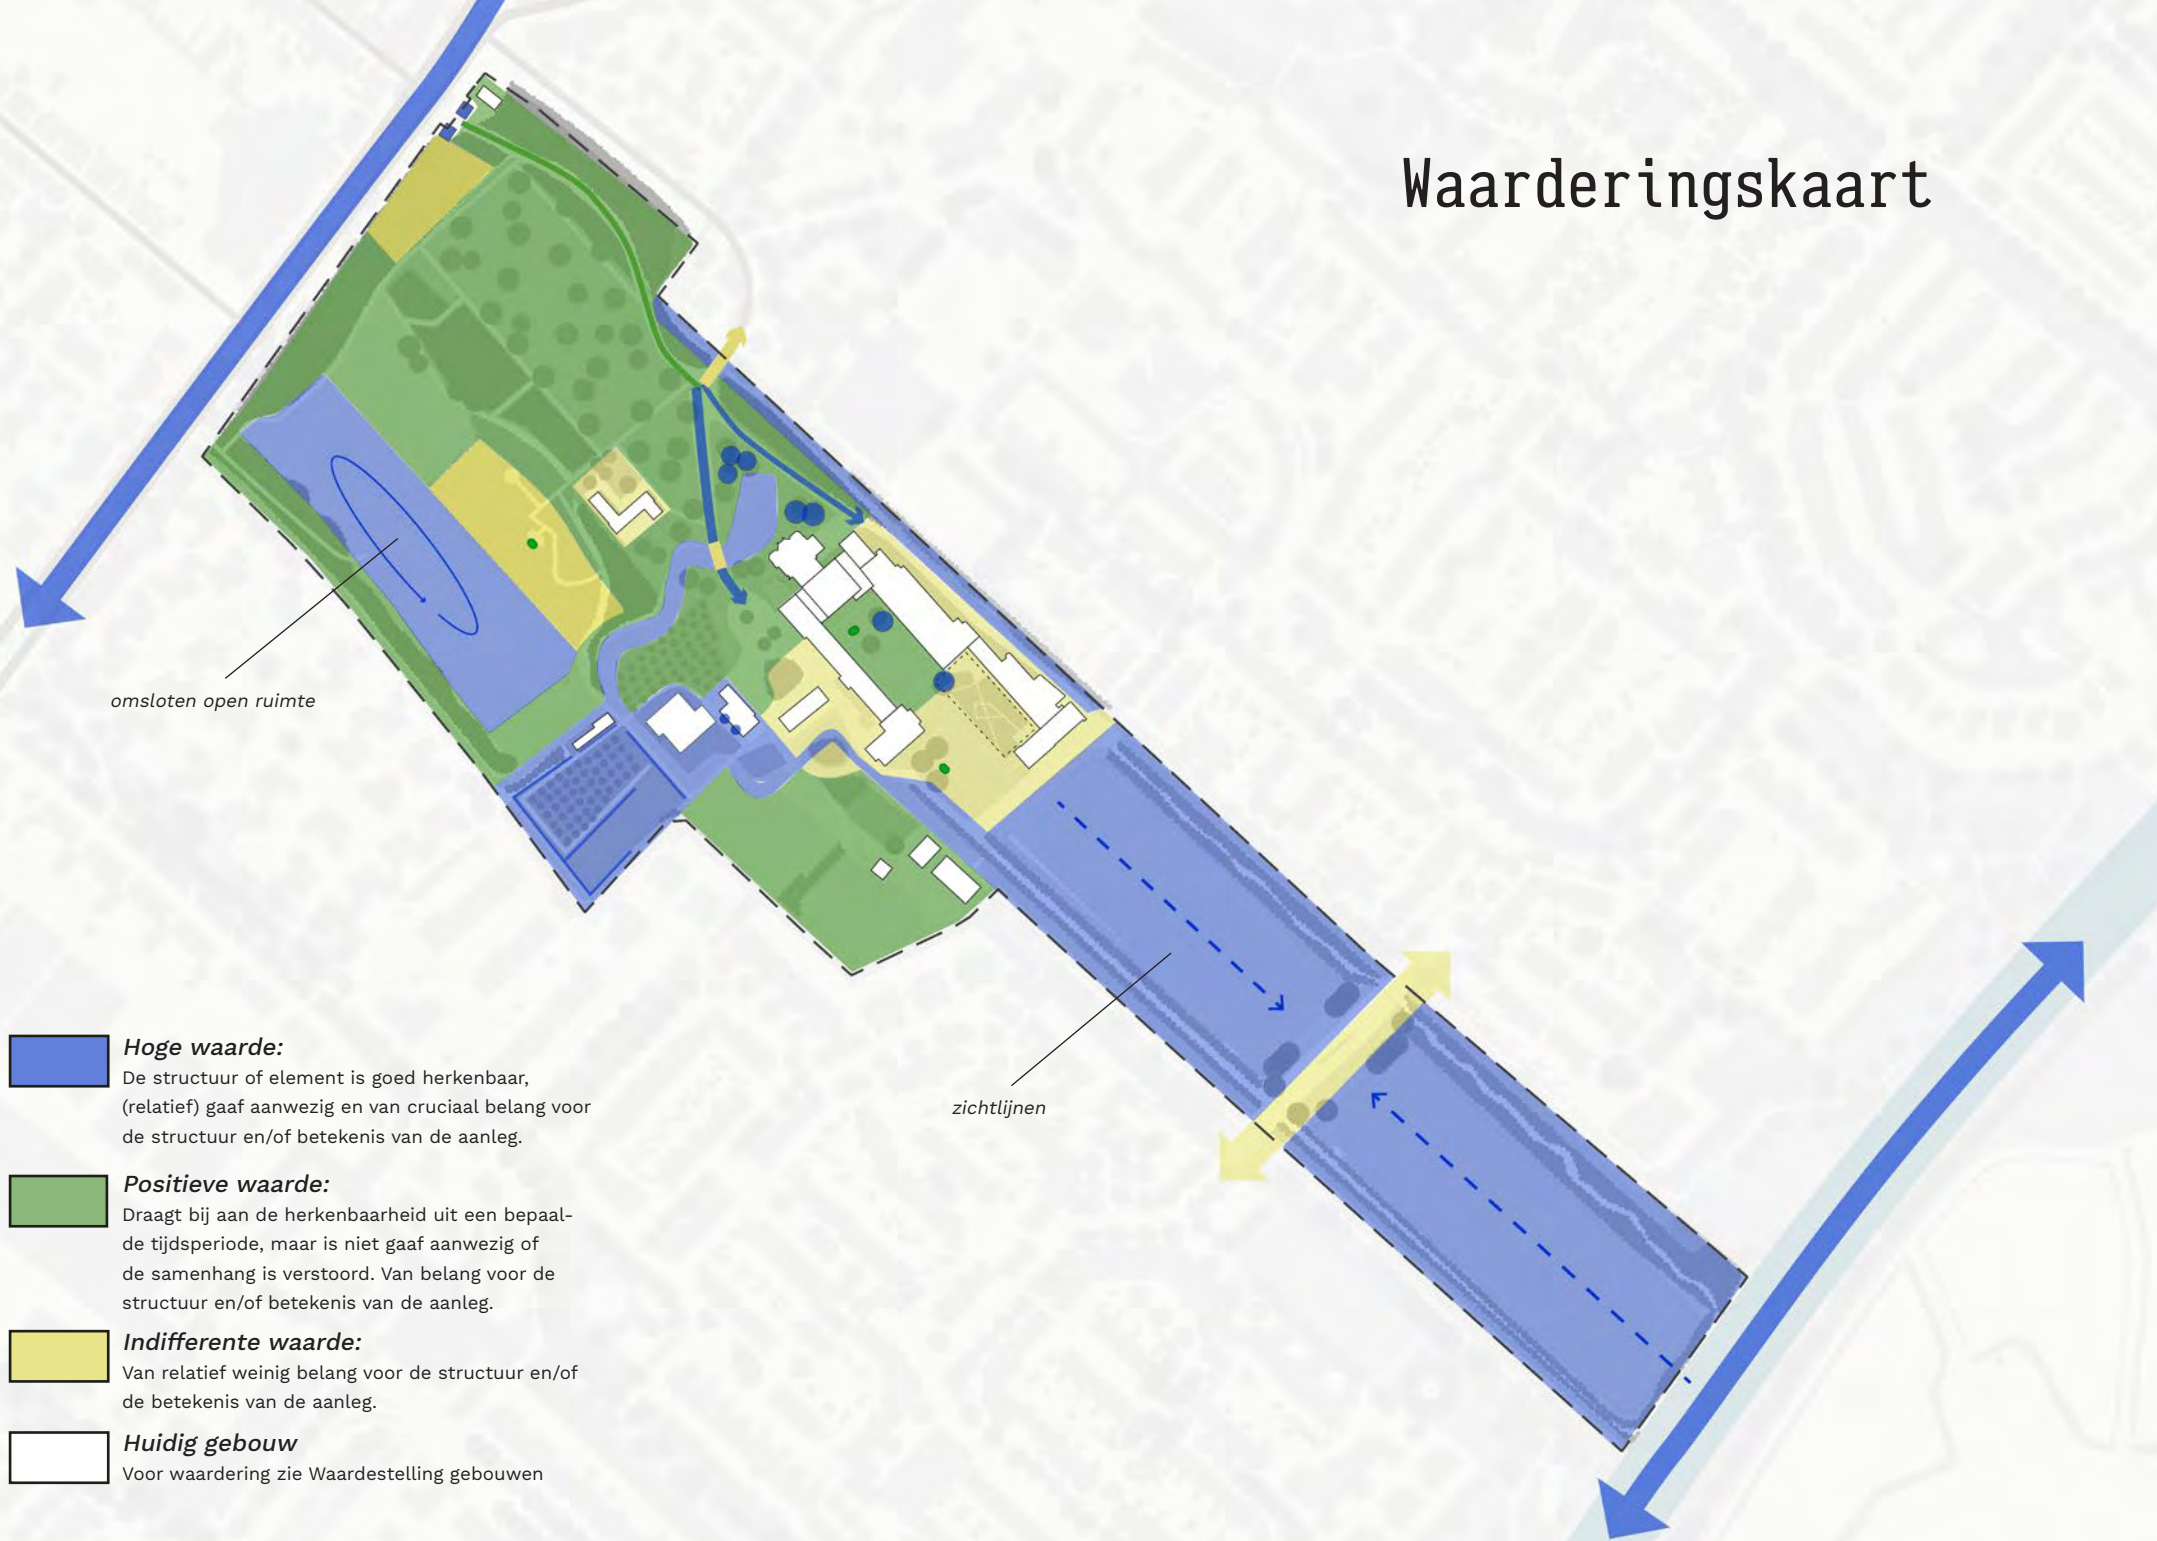 Waarderingskaart
omsloten open ruimte
zichtlijnen
Hoge waarde:
De structuur of element is goed herkenbaar,
(relatief) gaaf aanwezig en van cruciaal belang voor
de structuur en/of betekenis van de aanleg.
Positieve waarde:
Draagt bij aan de herkenbaarheid uit een bepaal-
de tijdsperiode, maar is niet gaaf aanwezig of
de samenhang is verstoord. Van belang voor de
structuur en/of betekenis van de aanleg.
Indifferente waarde:
Van relatief weinig belang voor de structuur en/of
de betekenis van de aanleg.
Huidig gebouw
Voor waardering zie Waardestelling gebouwen